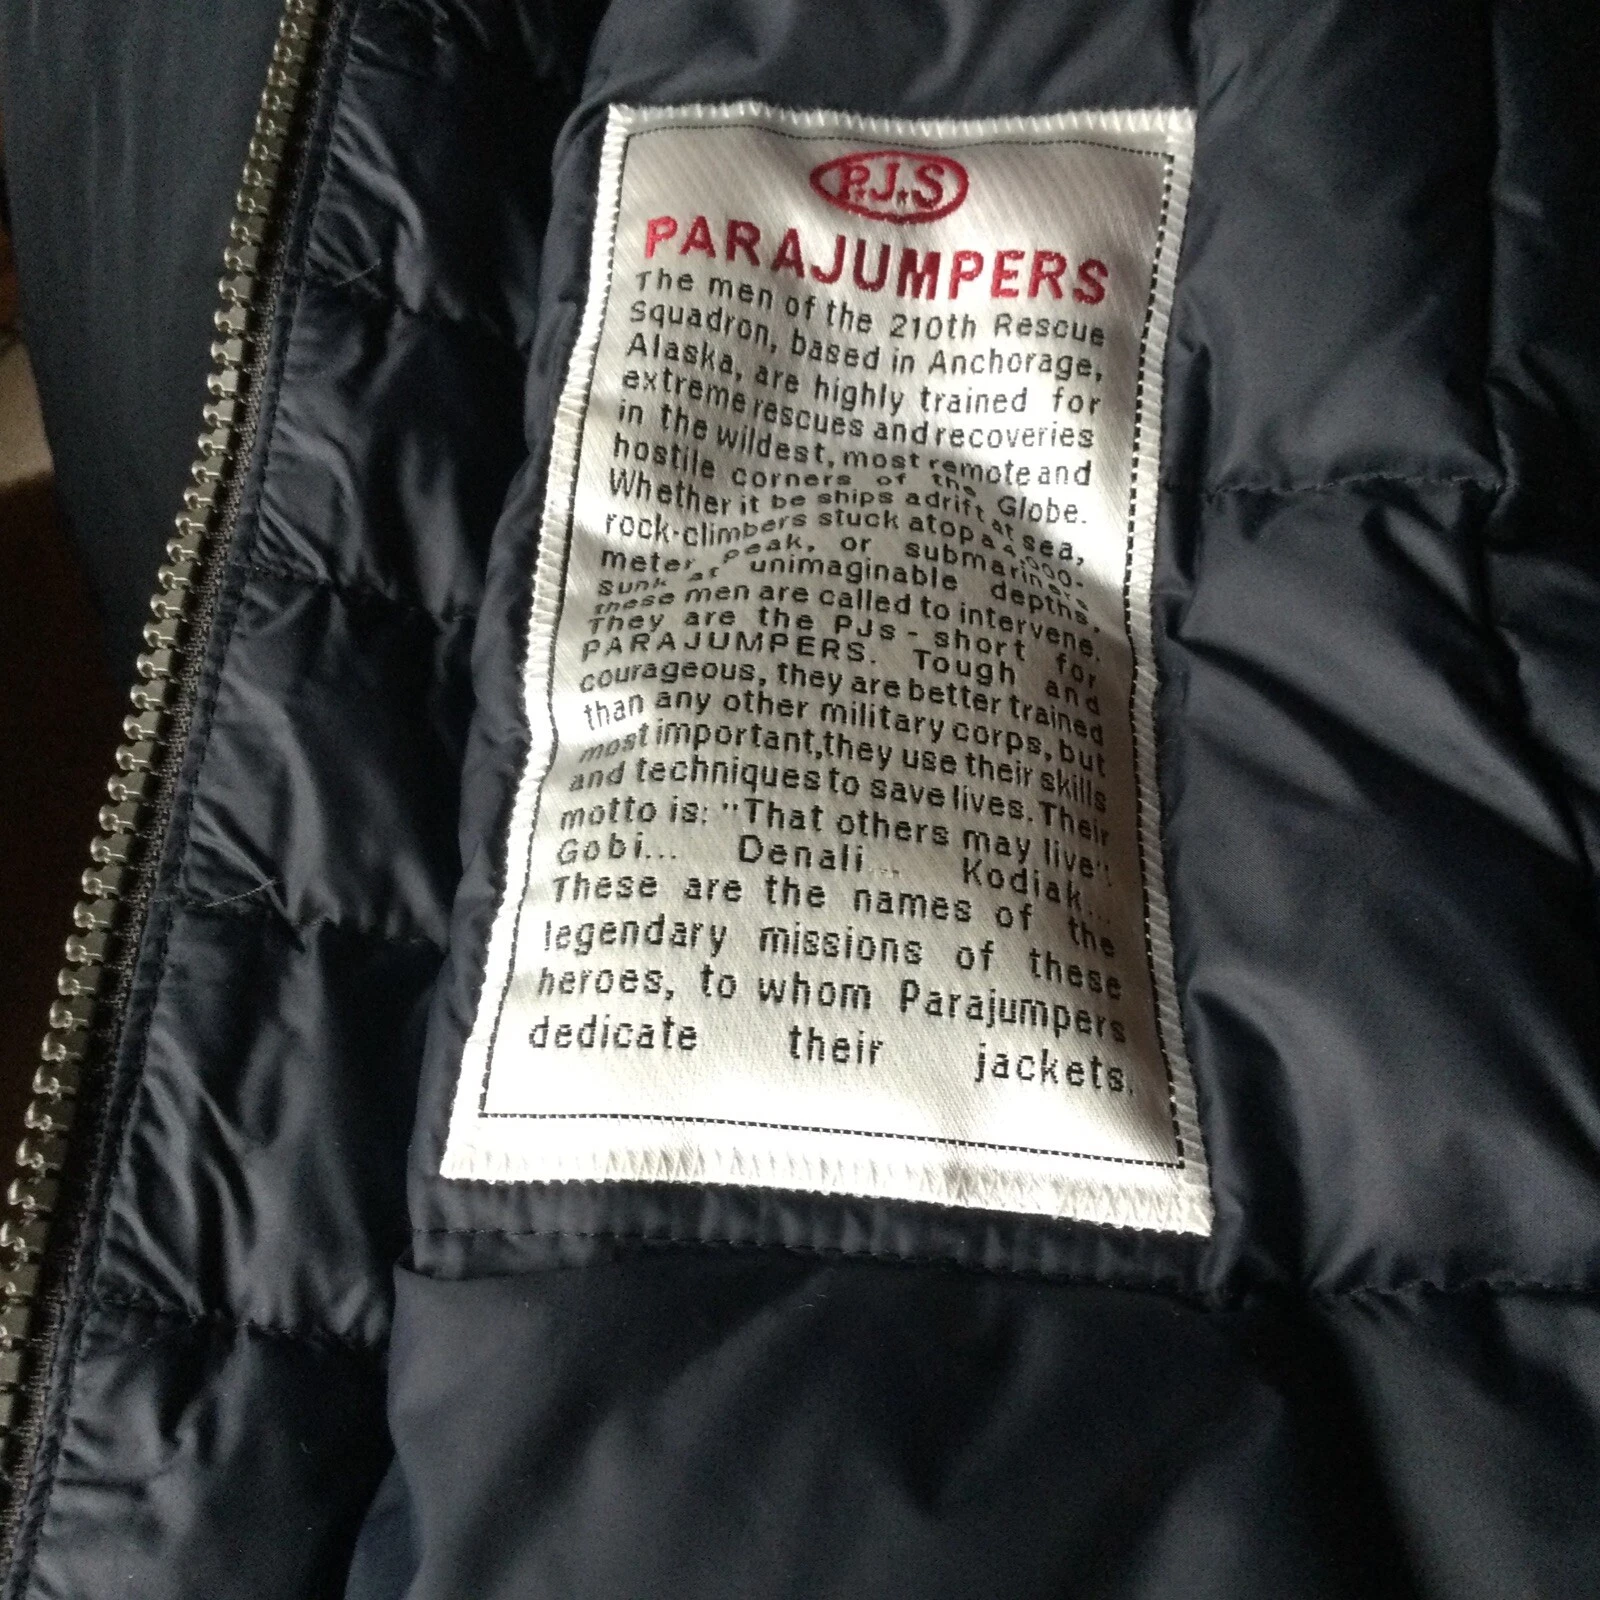 P.J.S
PARAJUMPERS
The men of the 210th Rescue
Squadron, based in Anchorage,
Alaska, are highly trained for
extreme rescues and recoveries
in the wildest, most remote and
hostile corners of the Globe.
Whether it be ships adrift at sea,
rock-climbers stuck atop a 4,000-
meter peak, or submariners
sunk at unimaginable depths,
these men are called to intervene.
They are the PJs - short for
PARAJUMPERS. Tough and
courageous, they are better trained
than any other military corps, but
most important,they use their skills
and techniques to save lives. Their
motto is: "That others may live".
Gobi... Denali... Kodiak...
These are the names of the
legendary missions of these
heroes, to whom Parajumpers
dedicate their jackets.